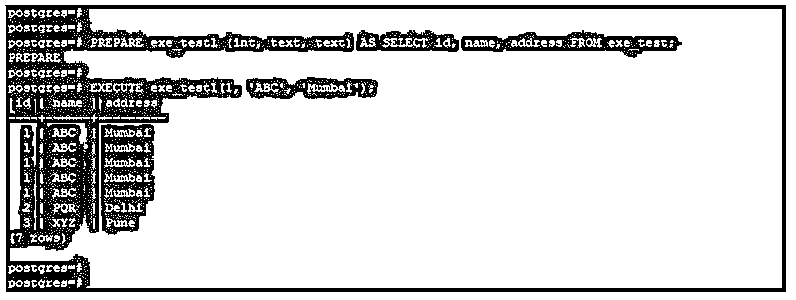 postgres=#
postgres=#
postgres=# PREPARE exe_test1 (int, text, text) AS SELECT id, name, address FROM exe_test;
PREPARE
postgres=#
postgres=# EXECUTE exe_test1(1, 'ABC', 'Mumbai');
id | name | address
----+------+---------
1 | ABC | Mumbai
1 | ABC | Mumbai
1 | ABC | Mumbai
1 | ABC | Mumbai
1 | ABC | Mumbai
2 | PQR | Delhi
3 | XYZ | Pune
(7 rows)
postgres=#
postgres=#